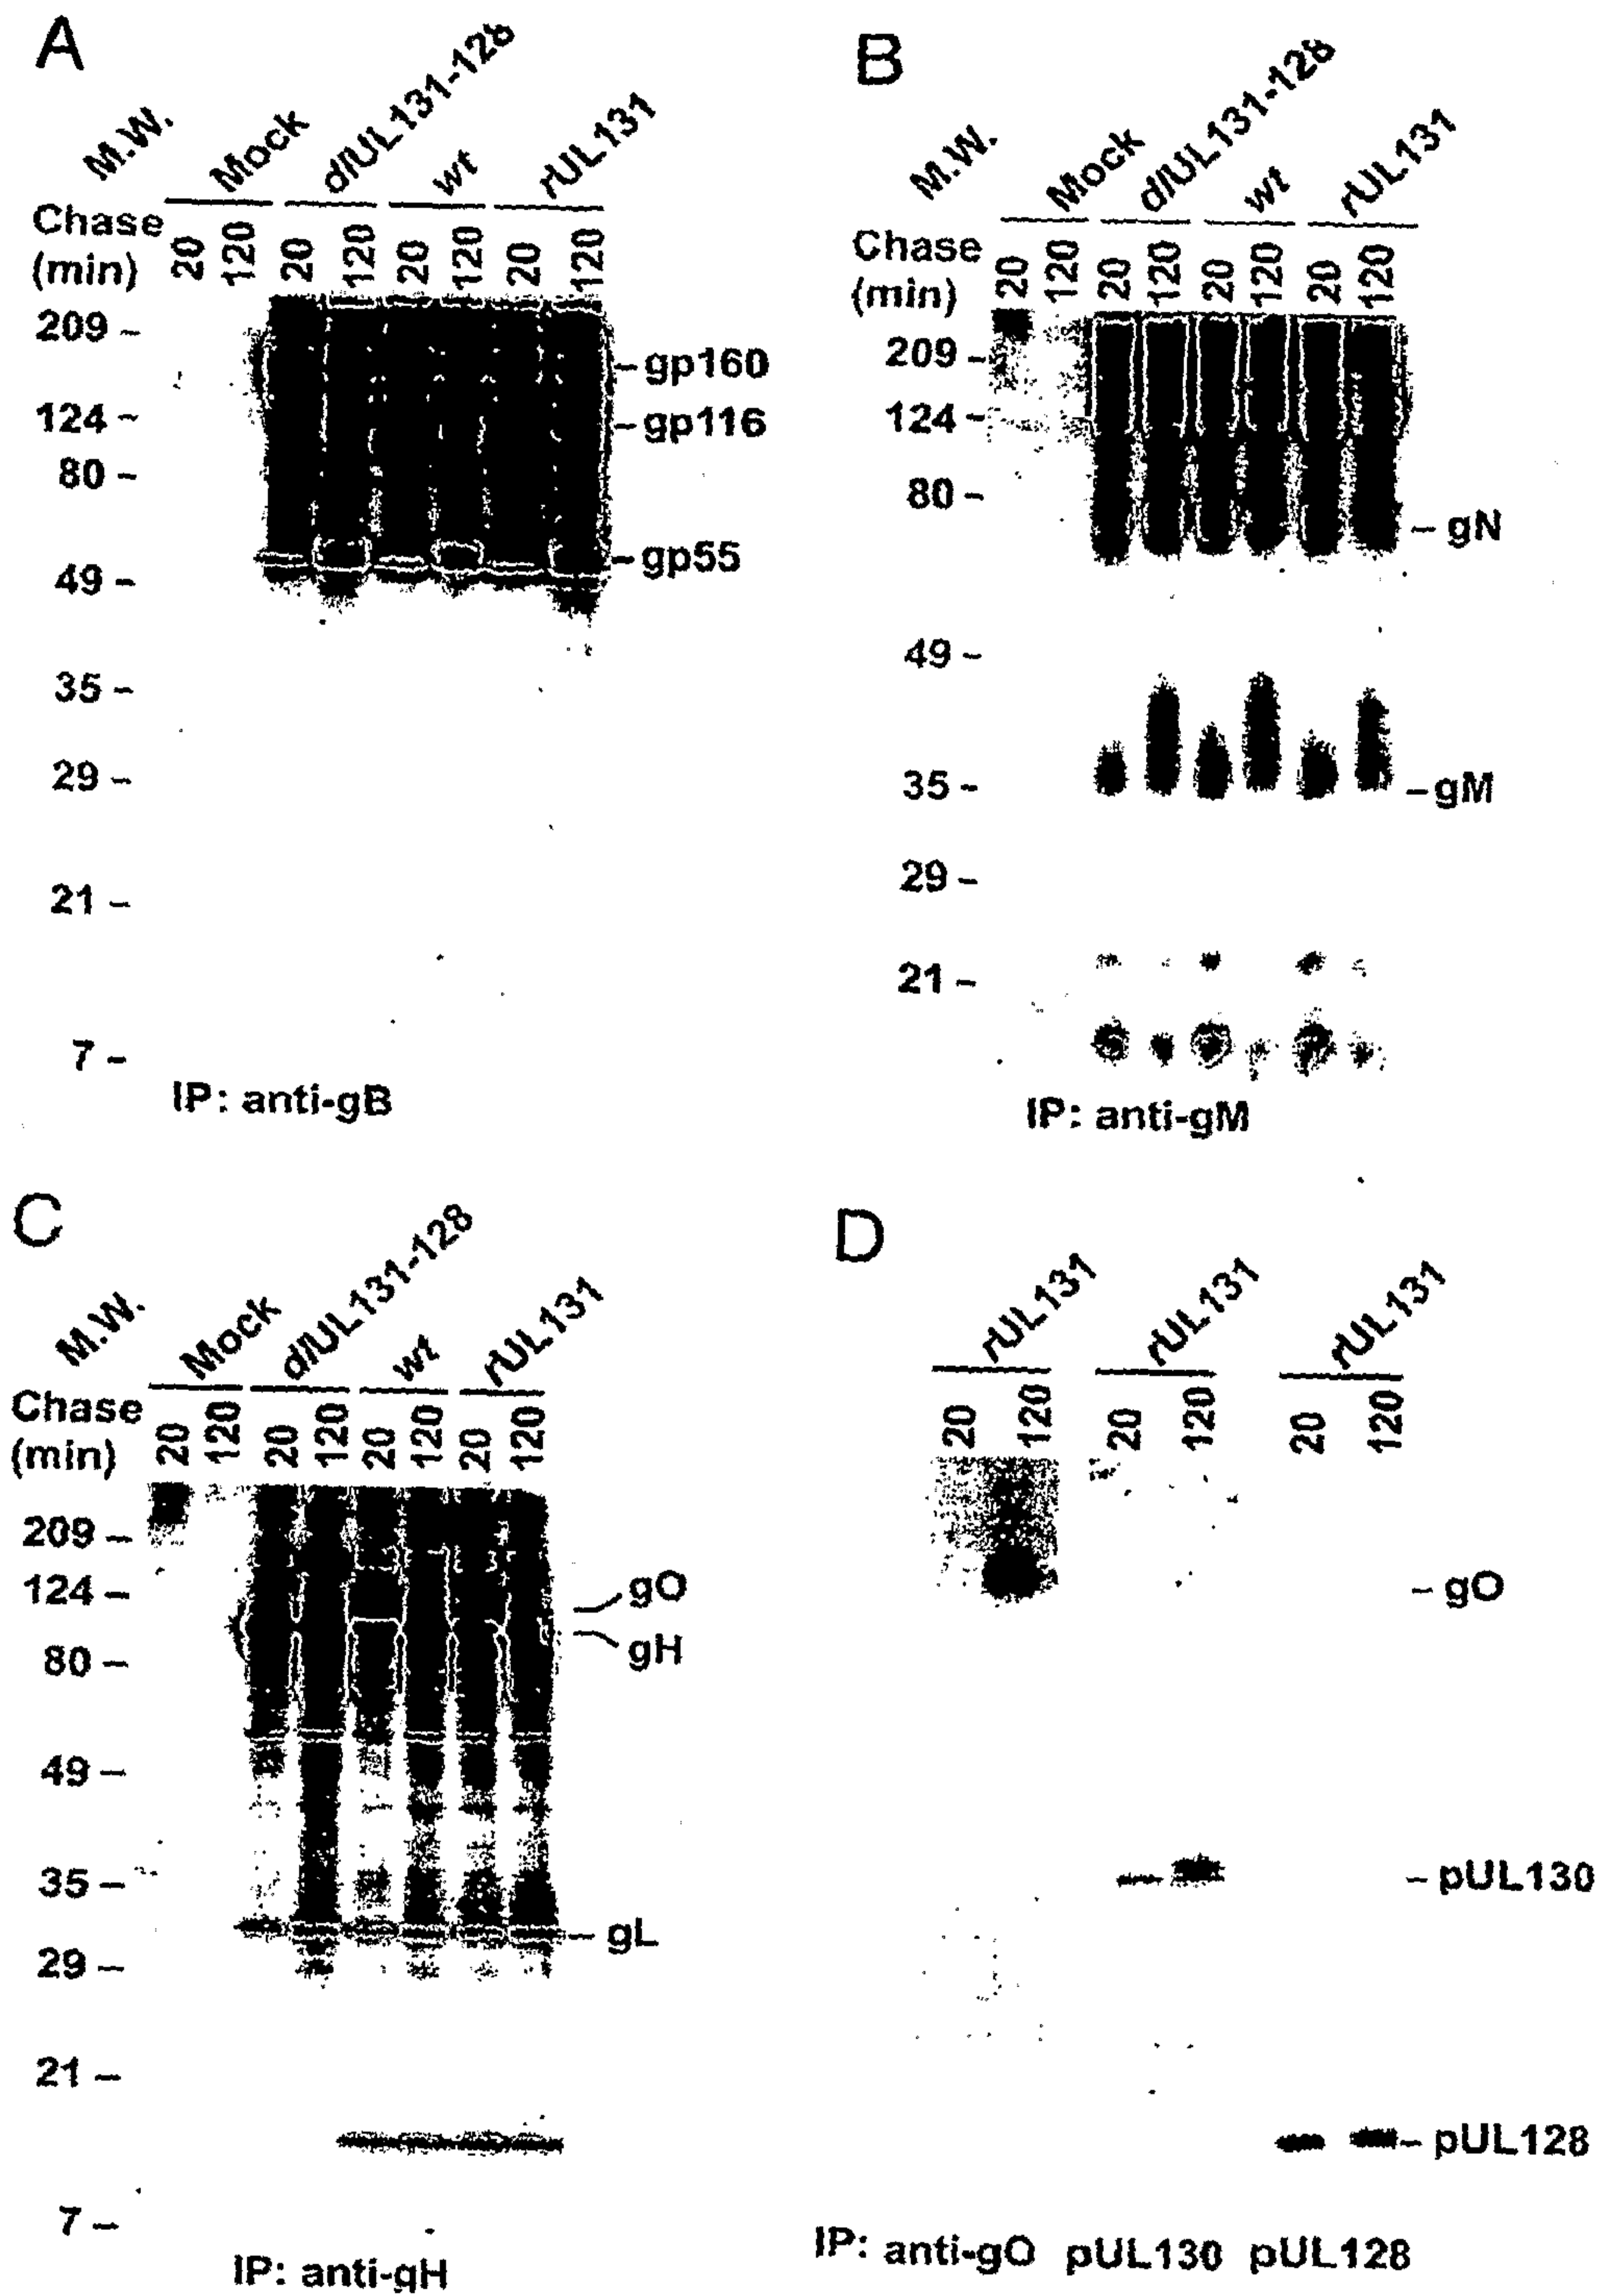 A
M.W.
Mock
dlUL131-128
wt
rUL131
Chase
(min)
20
120
20
120
20
120
20
120
209
124
80
49
35
29
21
7
gp160
gp116
gp55
IP: anti-gB
B
M.W.
Mock
dlUL131-128
wt
rUL131
Chase
(min)
20
120
20
120
20
120
20
120
209
124
80
49
35
29
21
gN
gM
IP: anti-gM
C
M.W.
Mock
dlUL131-128
wt
rUL131
Chase
(min)
20
120
20
120
20
120
20
120
209
124
80
49
35
29
21
7
gO
gH
gL
IP: anti-gH
D
rUL131
rUL131
rUL131
20
120
20
120
20
120
gO
pUL130
pUL128
IP: anti-gO pUL130 pUL128